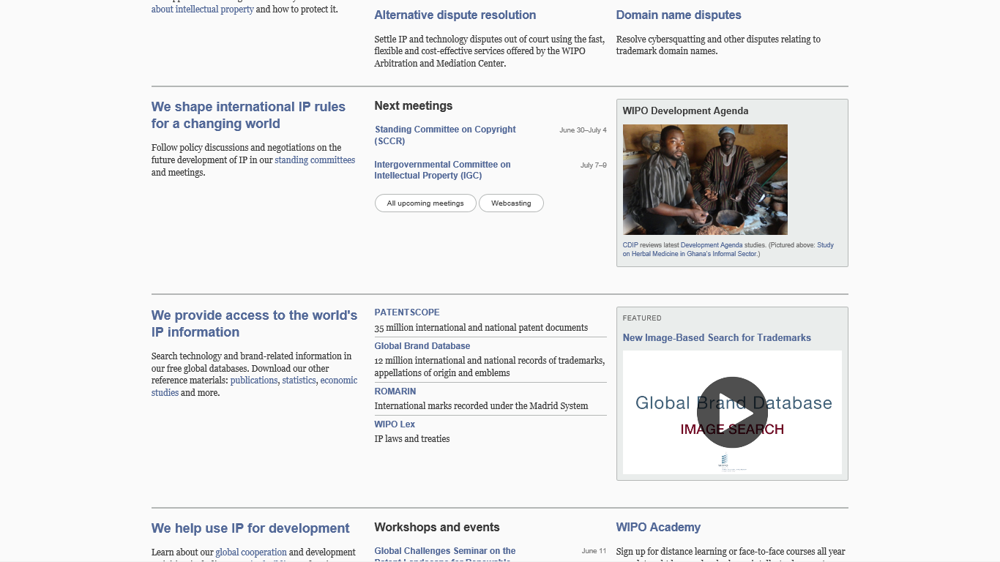 about intellectual property and how to protect it.
Alternative dispute resolution
Settle IP and technology disputes out of court using the fast,
flexible and cost-effective services offered by the WIPO
Arbitration and Mediation Center.
Domain name disputes
Resolve cybersquatting and other disputes relating to
trademark domain names.
We shape international IP rules
for a changing world
Follow policy discussions and negotiations on the
future development of IP in our standing committees
and meetings.
Next meetings
Standing Committee on Copyright
(SCCR)
June 30–July 4
Intergovernmental Committee on
Intellectual Property (IGC)
July 7–9
All upcoming meetings
Webcasting
WIPO Development Agenda
CDIP reviews latest Development Agenda studies. (Pictured above: Study
on Herbal Medicine in Ghana's Informal Sector.)
We provide access to the world's
IP information
Search technology and brand-related information in
our free global databases. Download our other
reference materials: publications, statistics, economic
studies and more.
PATENTSCOPE
35 million international and national patent documents
Global Brand Database
12 million international and national records of trademarks,
appellations of origin and emblems
ROMARIN
International marks recorded under the Madrid System
WIPO Lex
IP laws and treaties
FEATURED
New Image-Based Search for Trademarks
Global Brand Database
IMAGE SEARCH
WIPO
We help use IP for development
Learn about our global cooperation and development
Workshops and events
Global Challenges Seminar on the
June 11
WIPO Academy
Sign up for distance learning or face-to-face courses all year